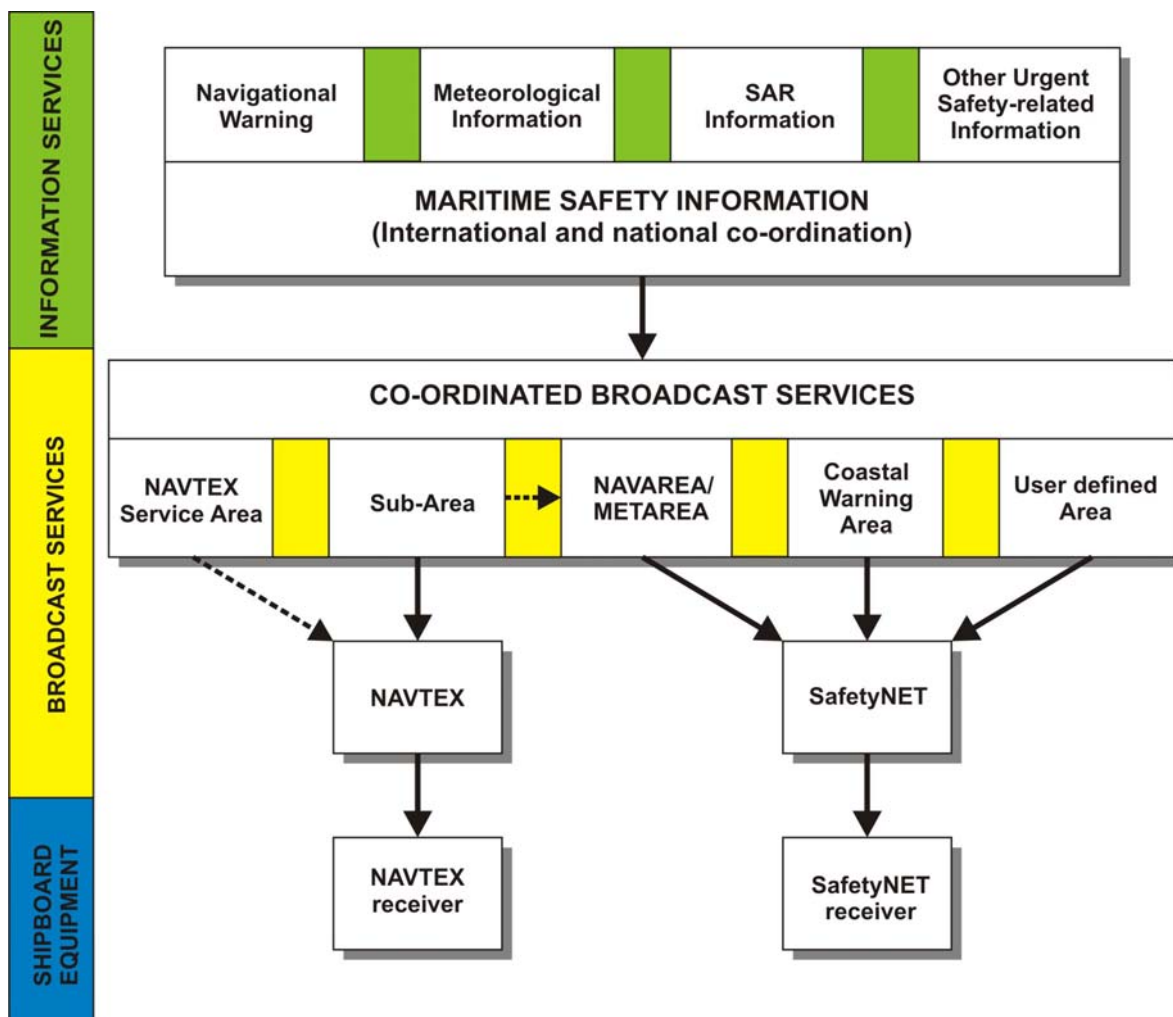 INFORMATION SERVICES
Navigational
Warning
Meteorological
Information
SAR
Information
Other Urgent
Safety-related
Information
MARITIME SAFETY INFORMATION
(International and national co-ordination)
BROADCAST SERVICES
CO-ORDINATED BROADCAST SERVICES
NAVTEX
Service Area
Sub-Area
NAVAREA/
METAREA
Coastal
Warning
Area
User defined
Area
NAVTEX
SafetyNET
SHIPBOARD
EQUIPMENT
NAVTEX
receiver
SafetyNET
receiver